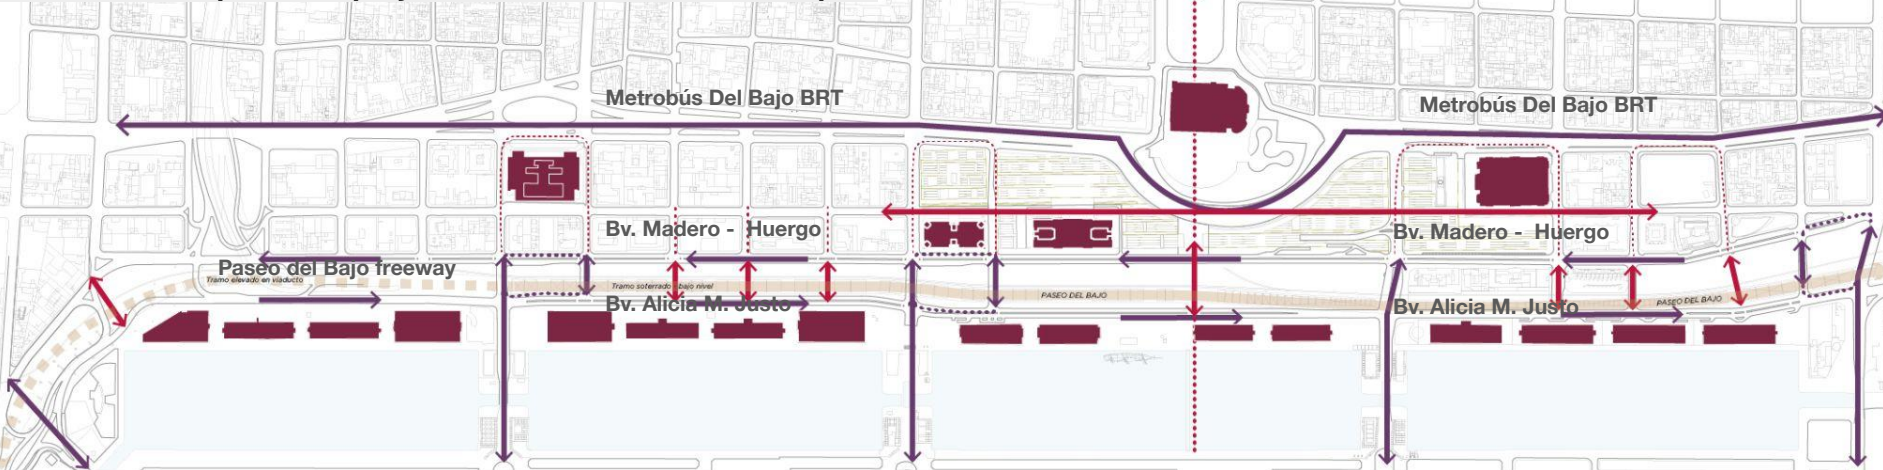 Metrobús Del Bajo BRT
Metrobús Del Bajo BRT
Bv. Madero - Huergo
Bv. Madero - Huergo
Paseo del Bajo freeway
Tramo elevado en viaducto
Tramo soterrado bajo nivel
PASEO DEL BAJO
PASEO DEL BAJO
Bv. Alicia M. Justo
Bv. Alicia M. Justo